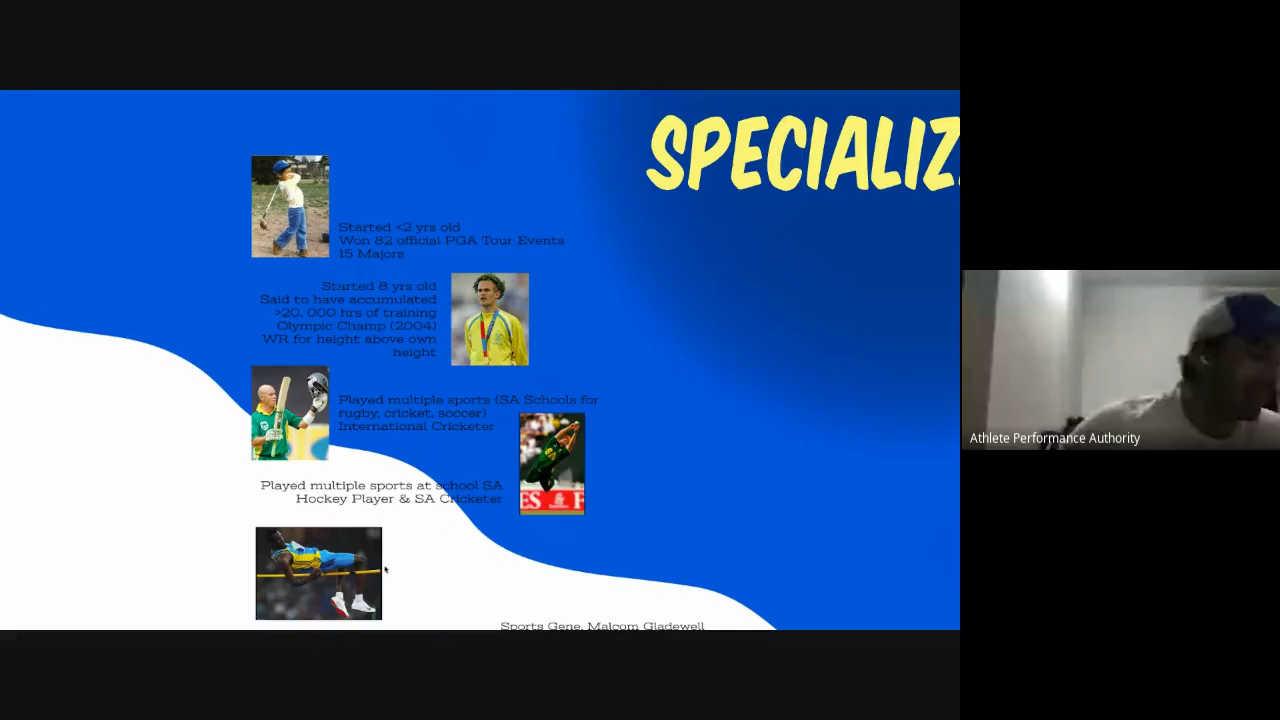 SPECIALIZ
Started <2 yrs old
Won 82 official PGA Tour Events
15 Majors
Started 8 yrs old
Said to have accumulated
>20, 000 hrs of training
Olympic Champ (2004)
WR for height above own
height
Played multiple sports (SA Schools for
rugby, cricket, soccer)
International Cricketer
Played multiple sports at school SA
Hockey Player & SA Cricketer
Sports Gene, Malcom Gladewell
Athlete Performance Authority